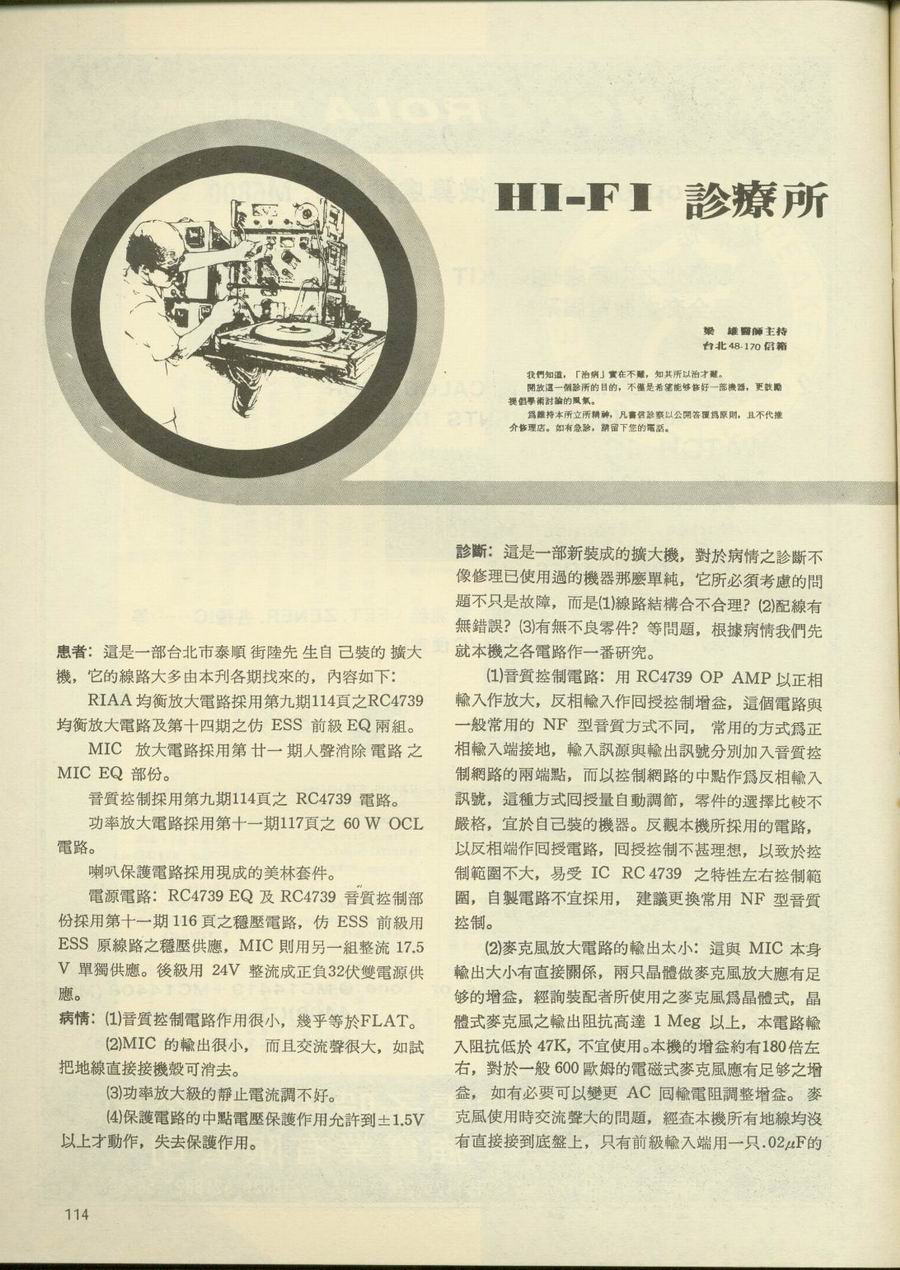 HI-FI 診療所
梁　雄醫師主持
台北 48-170 信箱
我們知道，「治病」實在不難，知其所以治才難。
開放這一個診所的目的，不僅是希望能够修好一部機器，更鼓勵
提倡學術討論的風氣。
爲維持本所立所精神，凡書信診察以公開答覆爲原則，且不代推
介修理店。如有急診，請留下您的電話。
患者：這是一部台北市泰順街陸先生自己裝的擴大
機，它的線路大多由本刊各期找來的，內容如下：
RIAA 均衡放大電路採用第九期114頁之RC4739
均衡放大電路及第十四期之仿 ESS 前級 EQ 兩組。
MIC 放大電路採用第廿一期人聲消除電路之
MIC EQ 部份。
音質控制採用第九期114頁之 RC4739 電路。
功率放大電路採用第十一期117頁之 60 W OCL
電路。
喇叭保護電路採用現成的美林套件。
電源電路：RC4739 EQ 及 RC4739 音質控制部
份採用第十一期 116 頁之穩壓電路，仿 ESS 前級用
ESS 原線路之穩壓供應，MIC 則用另一組整流 17.5
V 單獨供應。後級用 24V 整流成正負32伏雙電源供
應。
病情：(1)音質控制電路作用很小，幾乎等於FLAT。
(2)MIC 的輸出很小，而且交流聲很大，如試
把地線直接接機殼可消去。
(3)功率放大級的靜止電流調不好。
(4)保護電路的中點電壓保護作用允許到±1.5V
以上才動作，失去保護作用。
診斷：這是一部新裝成的擴大機，對於病情之診斷不
像修理已使用過的機器那麼單純，它所必須考慮的問
題不只是故障，而是(1)線路結構合不合理？(2)配線有
無錯誤？(3)有無不良零件？等問題，根據病情我們先
就本機之各電路作一番研究。
(1)音質控制電路：用 RC4739 OP AMP 以正相
輸入作放大，反相輸入作回授控制增益，這個電路與
一般常用的 NF 型音質方式不同，常用的方式爲正
相輸入端接地，輸入訊源與輸出訊號分別加入音質控
制網路的兩端點，而以控制網路的中點作爲反相輸入
訊號，這種方式回授量自動調節，零件的選擇比較不
嚴格，宜於自己裝的機器。反觀本機所採用的電路，
以反相端作回授電路，回授控制不甚理想，以致於控
制範圍不大，易受 IC RC 4739 之特性左右控制範
圍，自製電路不宜採用，建議更換常用 NF 型音質
控制。
(2)麥克風放大電路的輸出太小：這與 MIC 本身
輸出大小有直接關係，兩只晶體做麥克風放大應有足
够的增益，經詢裝配者所使用之麥克風爲晶體式，晶
體式麥克風之輸出阻抗高達 1 Meg 以上，本電路輸
入阻抗低於 47K，不宜使用。本機的增益約有180倍左
右，對於一般 600 歐姆的電磁式麥克風應有足够之增
益，如有必要可以變更 AC 回輸電阻調整增益。麥
克風使用時交流聲大的問題，經查本機所有地線均沒
有直接接到底盤上，只有前級輸入端用一只.02μF的
114